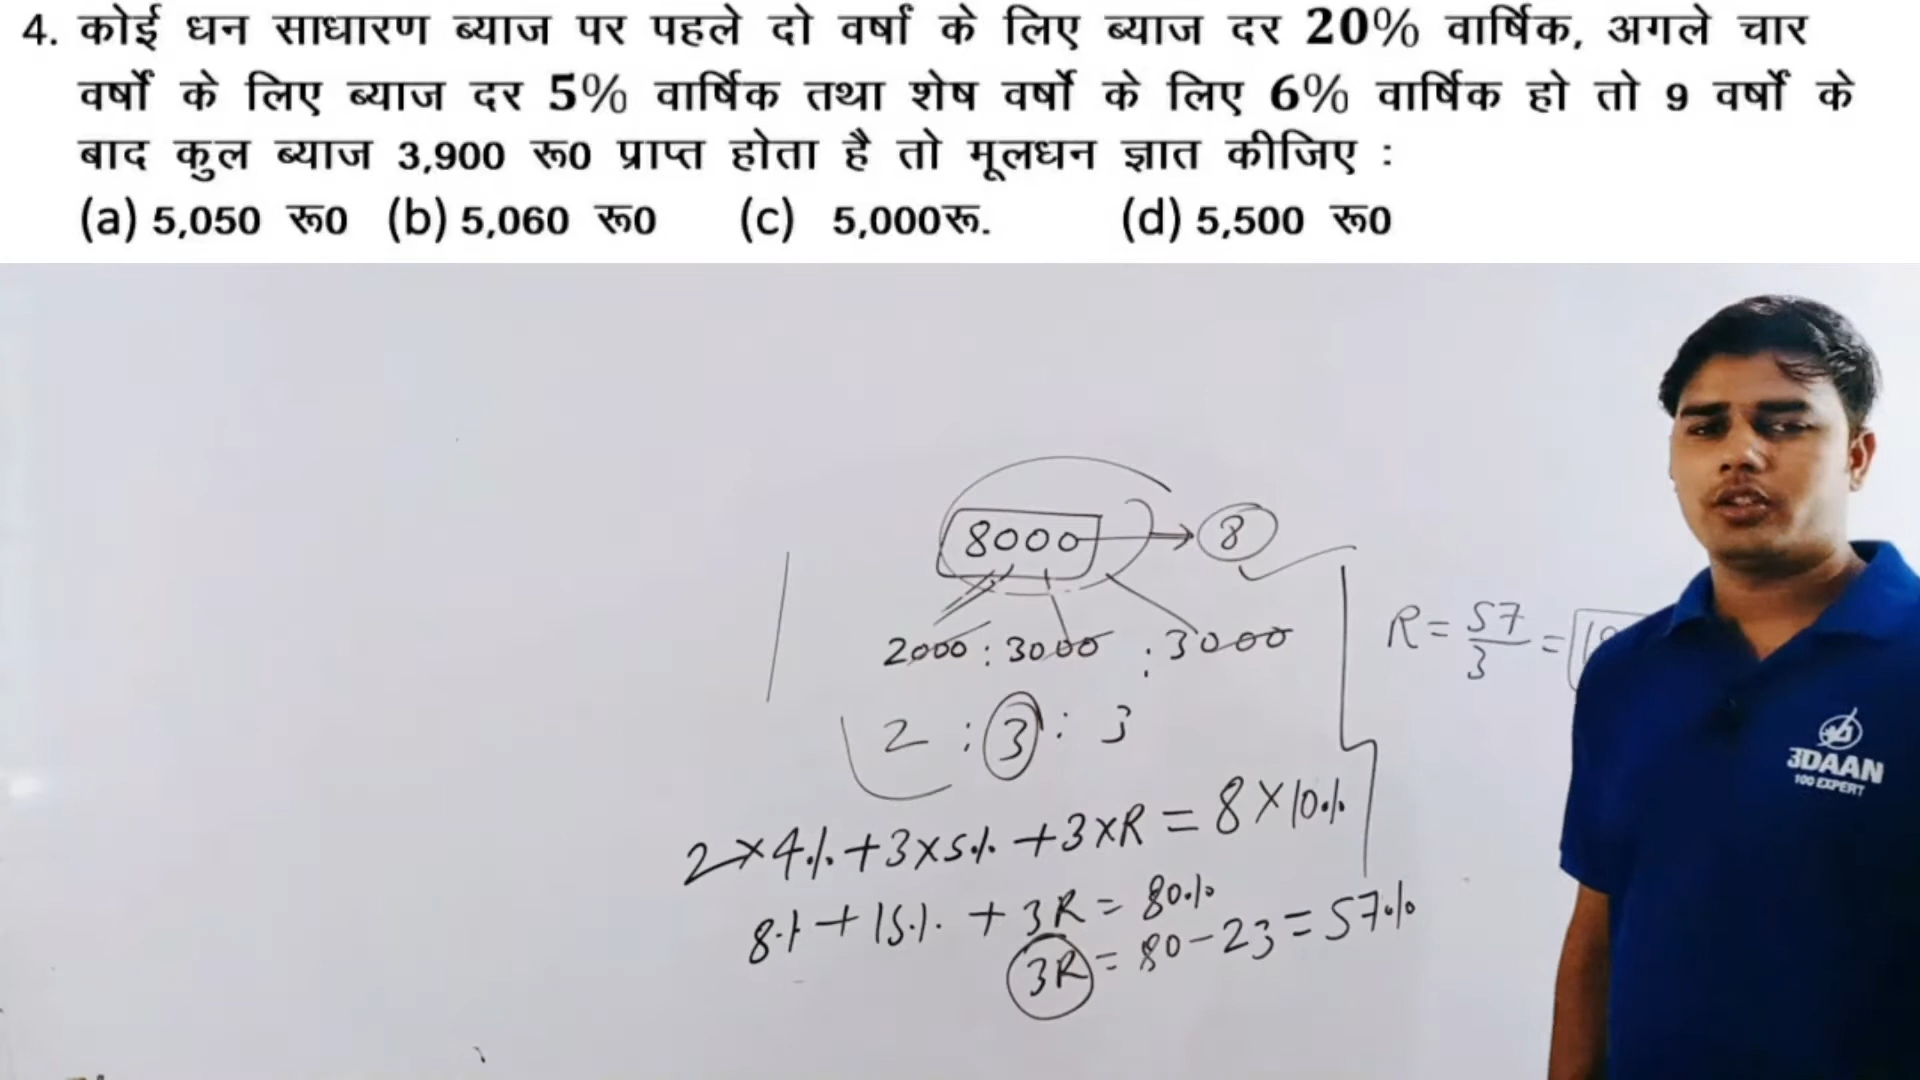 4. कोई धन साधारण ब्याज पर पहले दो वर्षों के लिए ब्याज दर 20% वार्षिक, अगले चार
वर्षों के लिए ब्याज दर 5% वार्षिक तथा शेष वर्षों के लिए 6% वार्षिक हो तो 9 वर्षों के
बाद कुल ब्याज 3,900 रू0 प्राप्त होता है तो मूलधन ज्ञात कीजिए :
(a) 5,050 रू0 (b) 5,060 रू0 (c) 5,000रू. (d) 5,500 रू0
8000 → 8
2000 : 3000 : 3000
2 : 3 : 3
2×4% + 3×5% + 3×R = 8×10%
8% + 15% + 3R = 80%
3R = 80 - 23 = 57%
R = 57/3 =
3DAAN
100 EXPERT